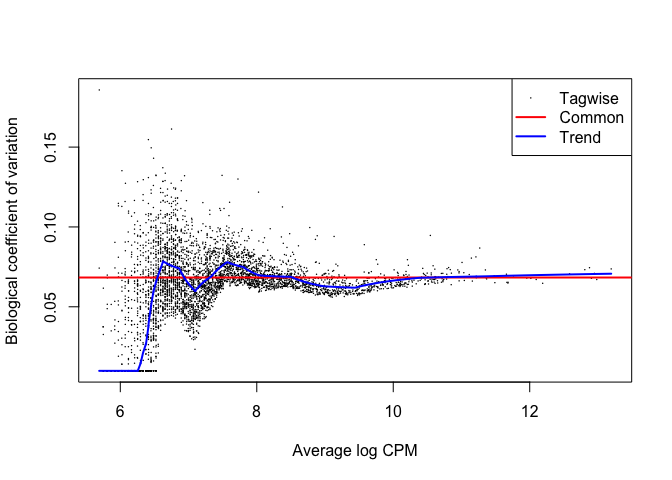 Tagwise
Common
Trend
Biological coefficient of variation
0.15
0.10
0.05
6 8 10 12
Average log CPM